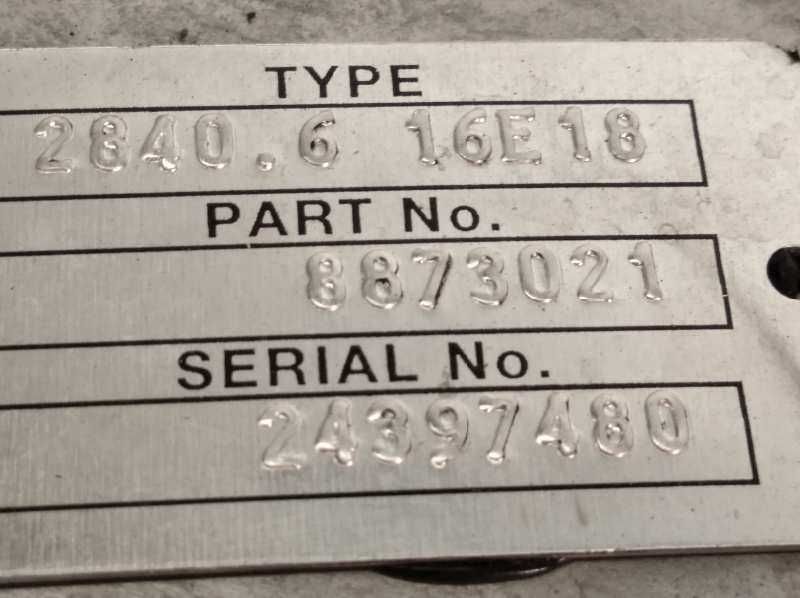 TYPE
2840.6 16E18
PART No.
8873021
SERIAL No.
24397480